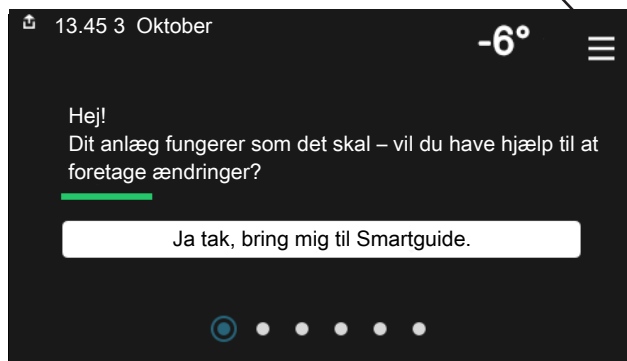 13.45 3 Oktober
-6°
Hej!
Dit anlæg fungerer som det skal – vil du have hjælp til at
foretage ændringer?
Ja tak, bring mig til Smartguide.